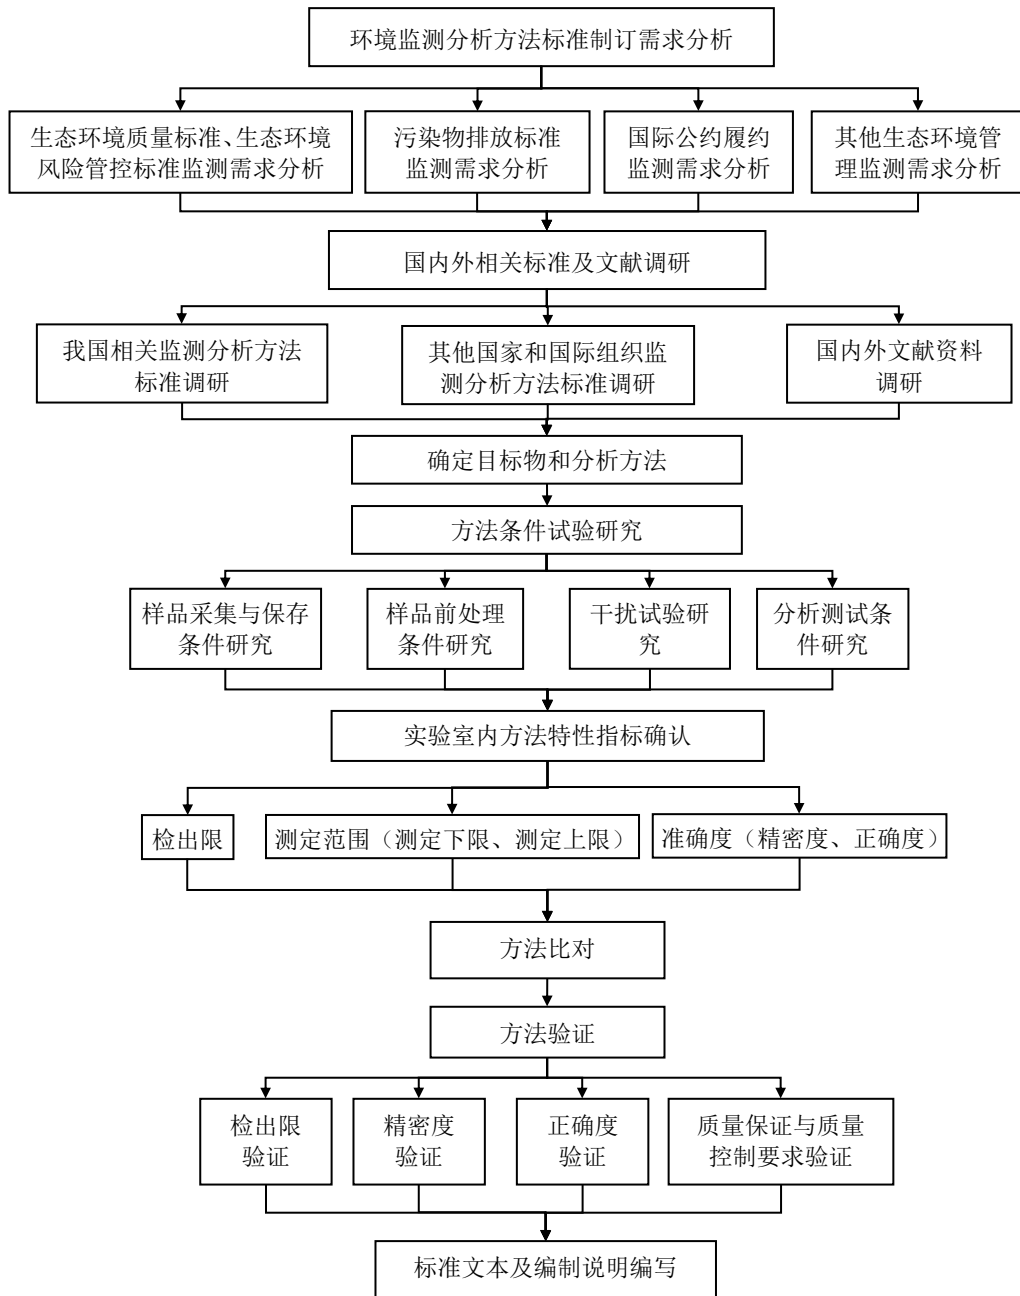 环境监测分析方法标准制订需求分析
生态环境质量标准、生态环境
风险管控标准监测需求分析
污染物排放标准
监测需求分析
国际公约履约
监测需求分析
其他生态环境管
理监测需求分析
国内外相关标准及文献调研
我国相关监测分析方法
标准调研
其他国家和国际组织监
测分析方法标准调研
国内外文献资料
调研
确定目标物和分析方法
方法条件试验研究
样品采集与保存
条件研究
样品前处理
条件研究
干扰试验研
究
分析测试条
件研究
实验室内方法特性指标确认
检出限
测定范围（测定下限、测定上限）
准确度（精密度、正确度）
方法比对
方法验证
检出限
验证
精密度
验证
正确度
验证
质量保证与质量
控制要求验证
标准文本及编制说明编写